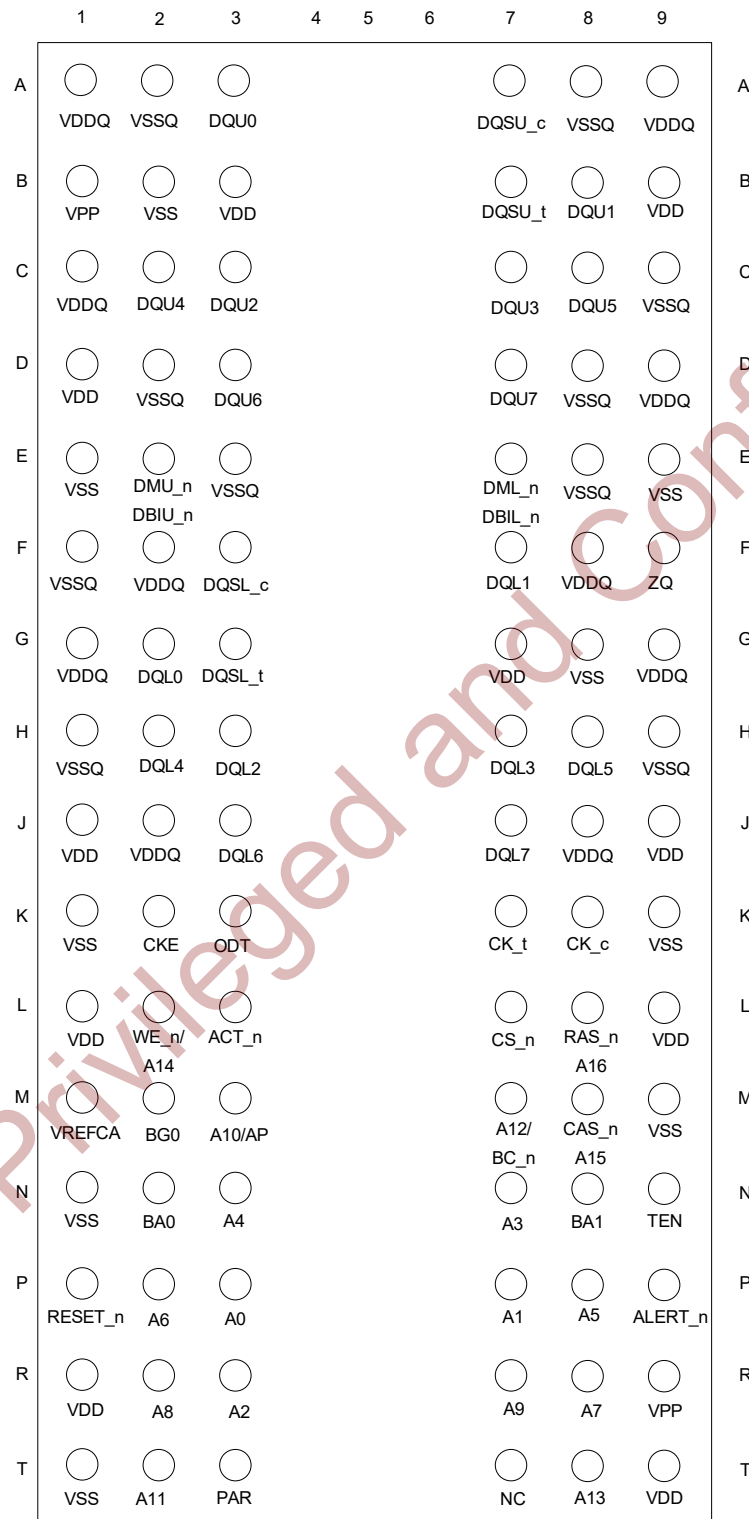 1 2 3 4 5 6 7 8 9
A A
VDDQ VSSQ DQU0 DQSU_c VSSQ VDDQ
B B
VPP VSS VDD DQSU_t DQU1 VDD
C C
VDDQ DQU4 DQU2 DQU3 DQU5 VSSQ
D D
VDD VSSQ DQU6 DQU7 VSSQ VDDQ
E E
VSS DMU_n VSSQ DML_n VSSQ VSS
DBIU_n DBIL_n
F F
VSSQ VDDQ DQSL_c DQL1 VDDQ ZQ
G G
VDDQ DQL0 DQSL_t VDD VSS VDDQ
H H
VSSQ DQL4 DQL2 DQL3 DQL5 VSSQ
J J
VDD VDDQ DQL6 DQL7 VDDQ VDD
K K
VSS CKE ODT CK_t CK_c VSS
L L
VDD WE_n/ ACT_n CS_n RAS_n VDD
A14 A16
M M
VREFCA BG0 A10/AP A12/ CAS_n VSS
BC_n A15
N N
VSS BA0 A4 A3 BA1 TEN
P P
RESET_n A6 A0 A1 A5 ALERT_n
R R
VDD A8 A2 A9 A7 VPP
T T
VSS A11 PAR NC A13 VDD
Privileged and Conf